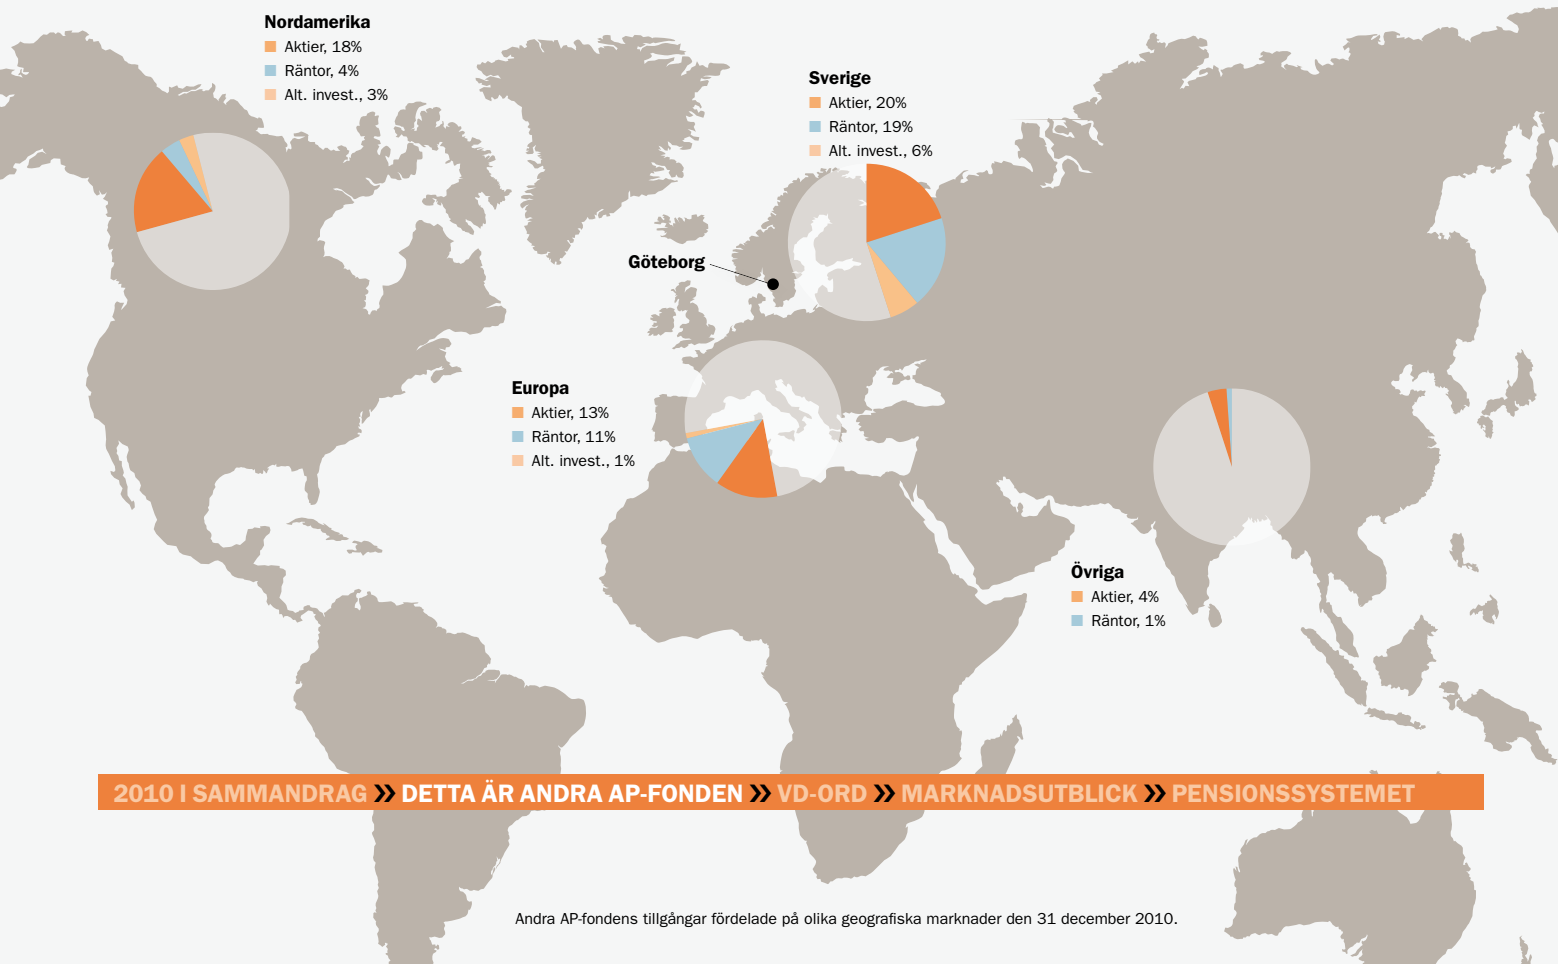 Nordamerika
Aktier, 18%
Räntor, 4%
Alt. invest., 3%
Sverige
Aktier, 20%
Räntor, 19%
Alt. invest., 6%
Göteborg
Europa
Aktier, 13%
Räntor, 11%
Alt. invest., 1%
Övriga
Aktier, 4%
Räntor, 1%
2010 I SAMMANDRAG » DETTA ÄR ANDRA AP-FONDEN » VD-ORD » MARKNADSUTBLICK » PENSIONSSYSTEMET
Andra AP-fondens tillgångar fördelade på olika geografiska marknader den 31 december 2010.